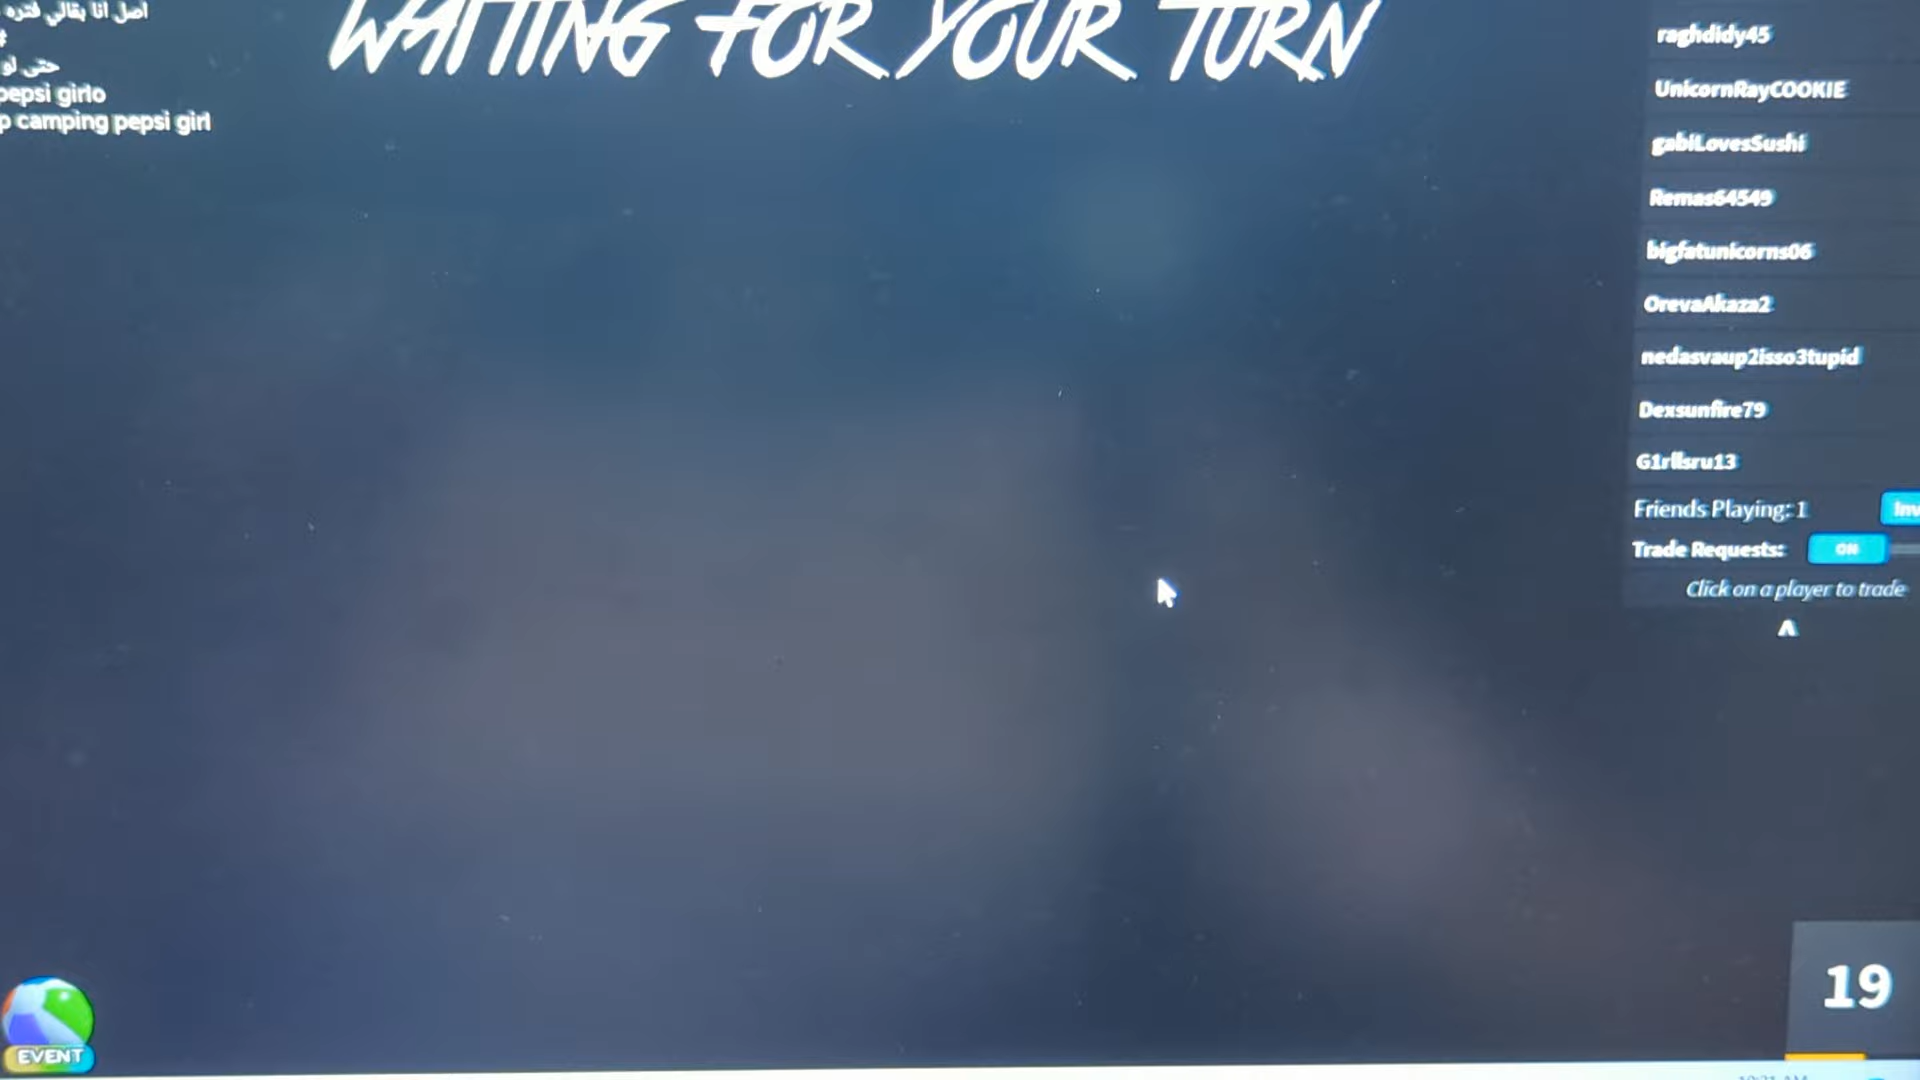 اصل انا بقالي فتره
#
حتى لو
pepsi girlo
p camping pepsi girl
WAITING FOR YOUR TURN
raghdidy45
UnicornRayCOOKIE
gabiLovesSushi
Remas64549
bigfatunicorns06
OrevaAkaza2
nedasvaup2isso3tupid
Dexsunfire79
G1rllsru13
Friends Playing: 1
Inv
Trade Requests:
ON
Click on a player to trade
^
EVENT
19